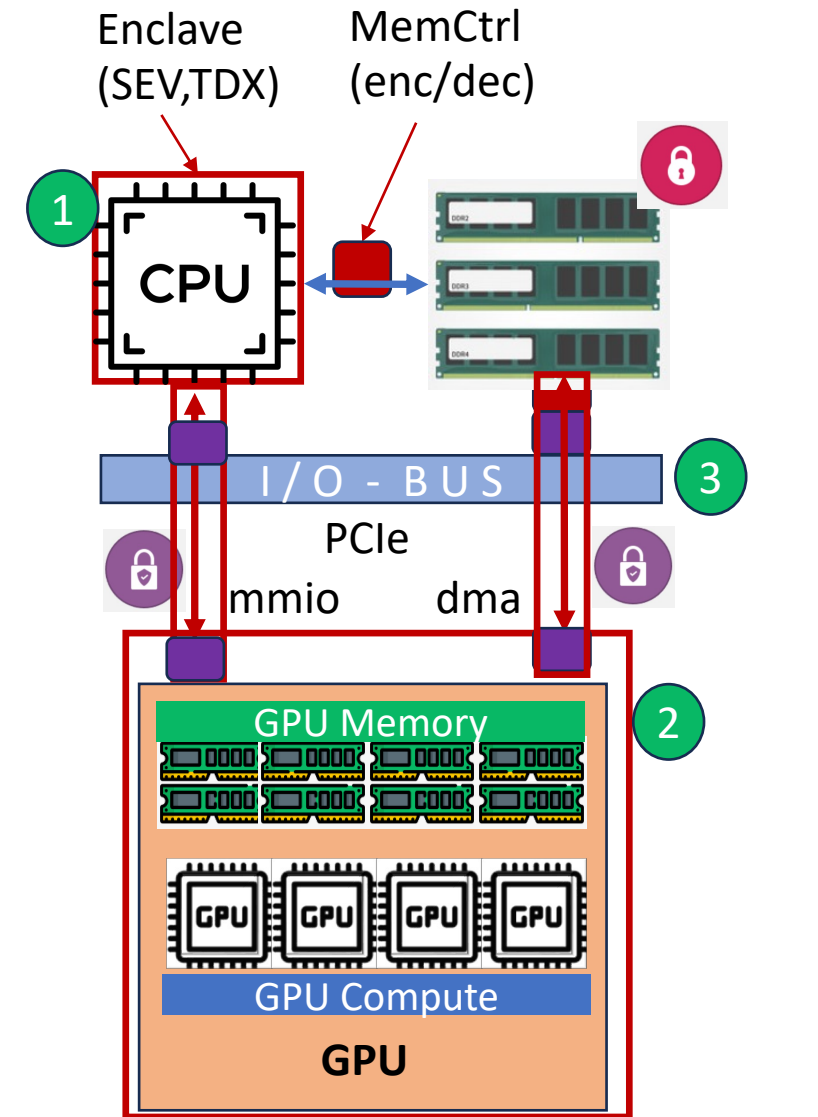 Enclave
(SEV,TDX)
MemCtrl
(enc/dec)
1
CPU
DDR2
DDR3
DDR4
I/O - BUS
3
PCIe
mmio
dma
2
GPU Memory
GPU
GPU
GPU
GPU
GPU Compute
GPU